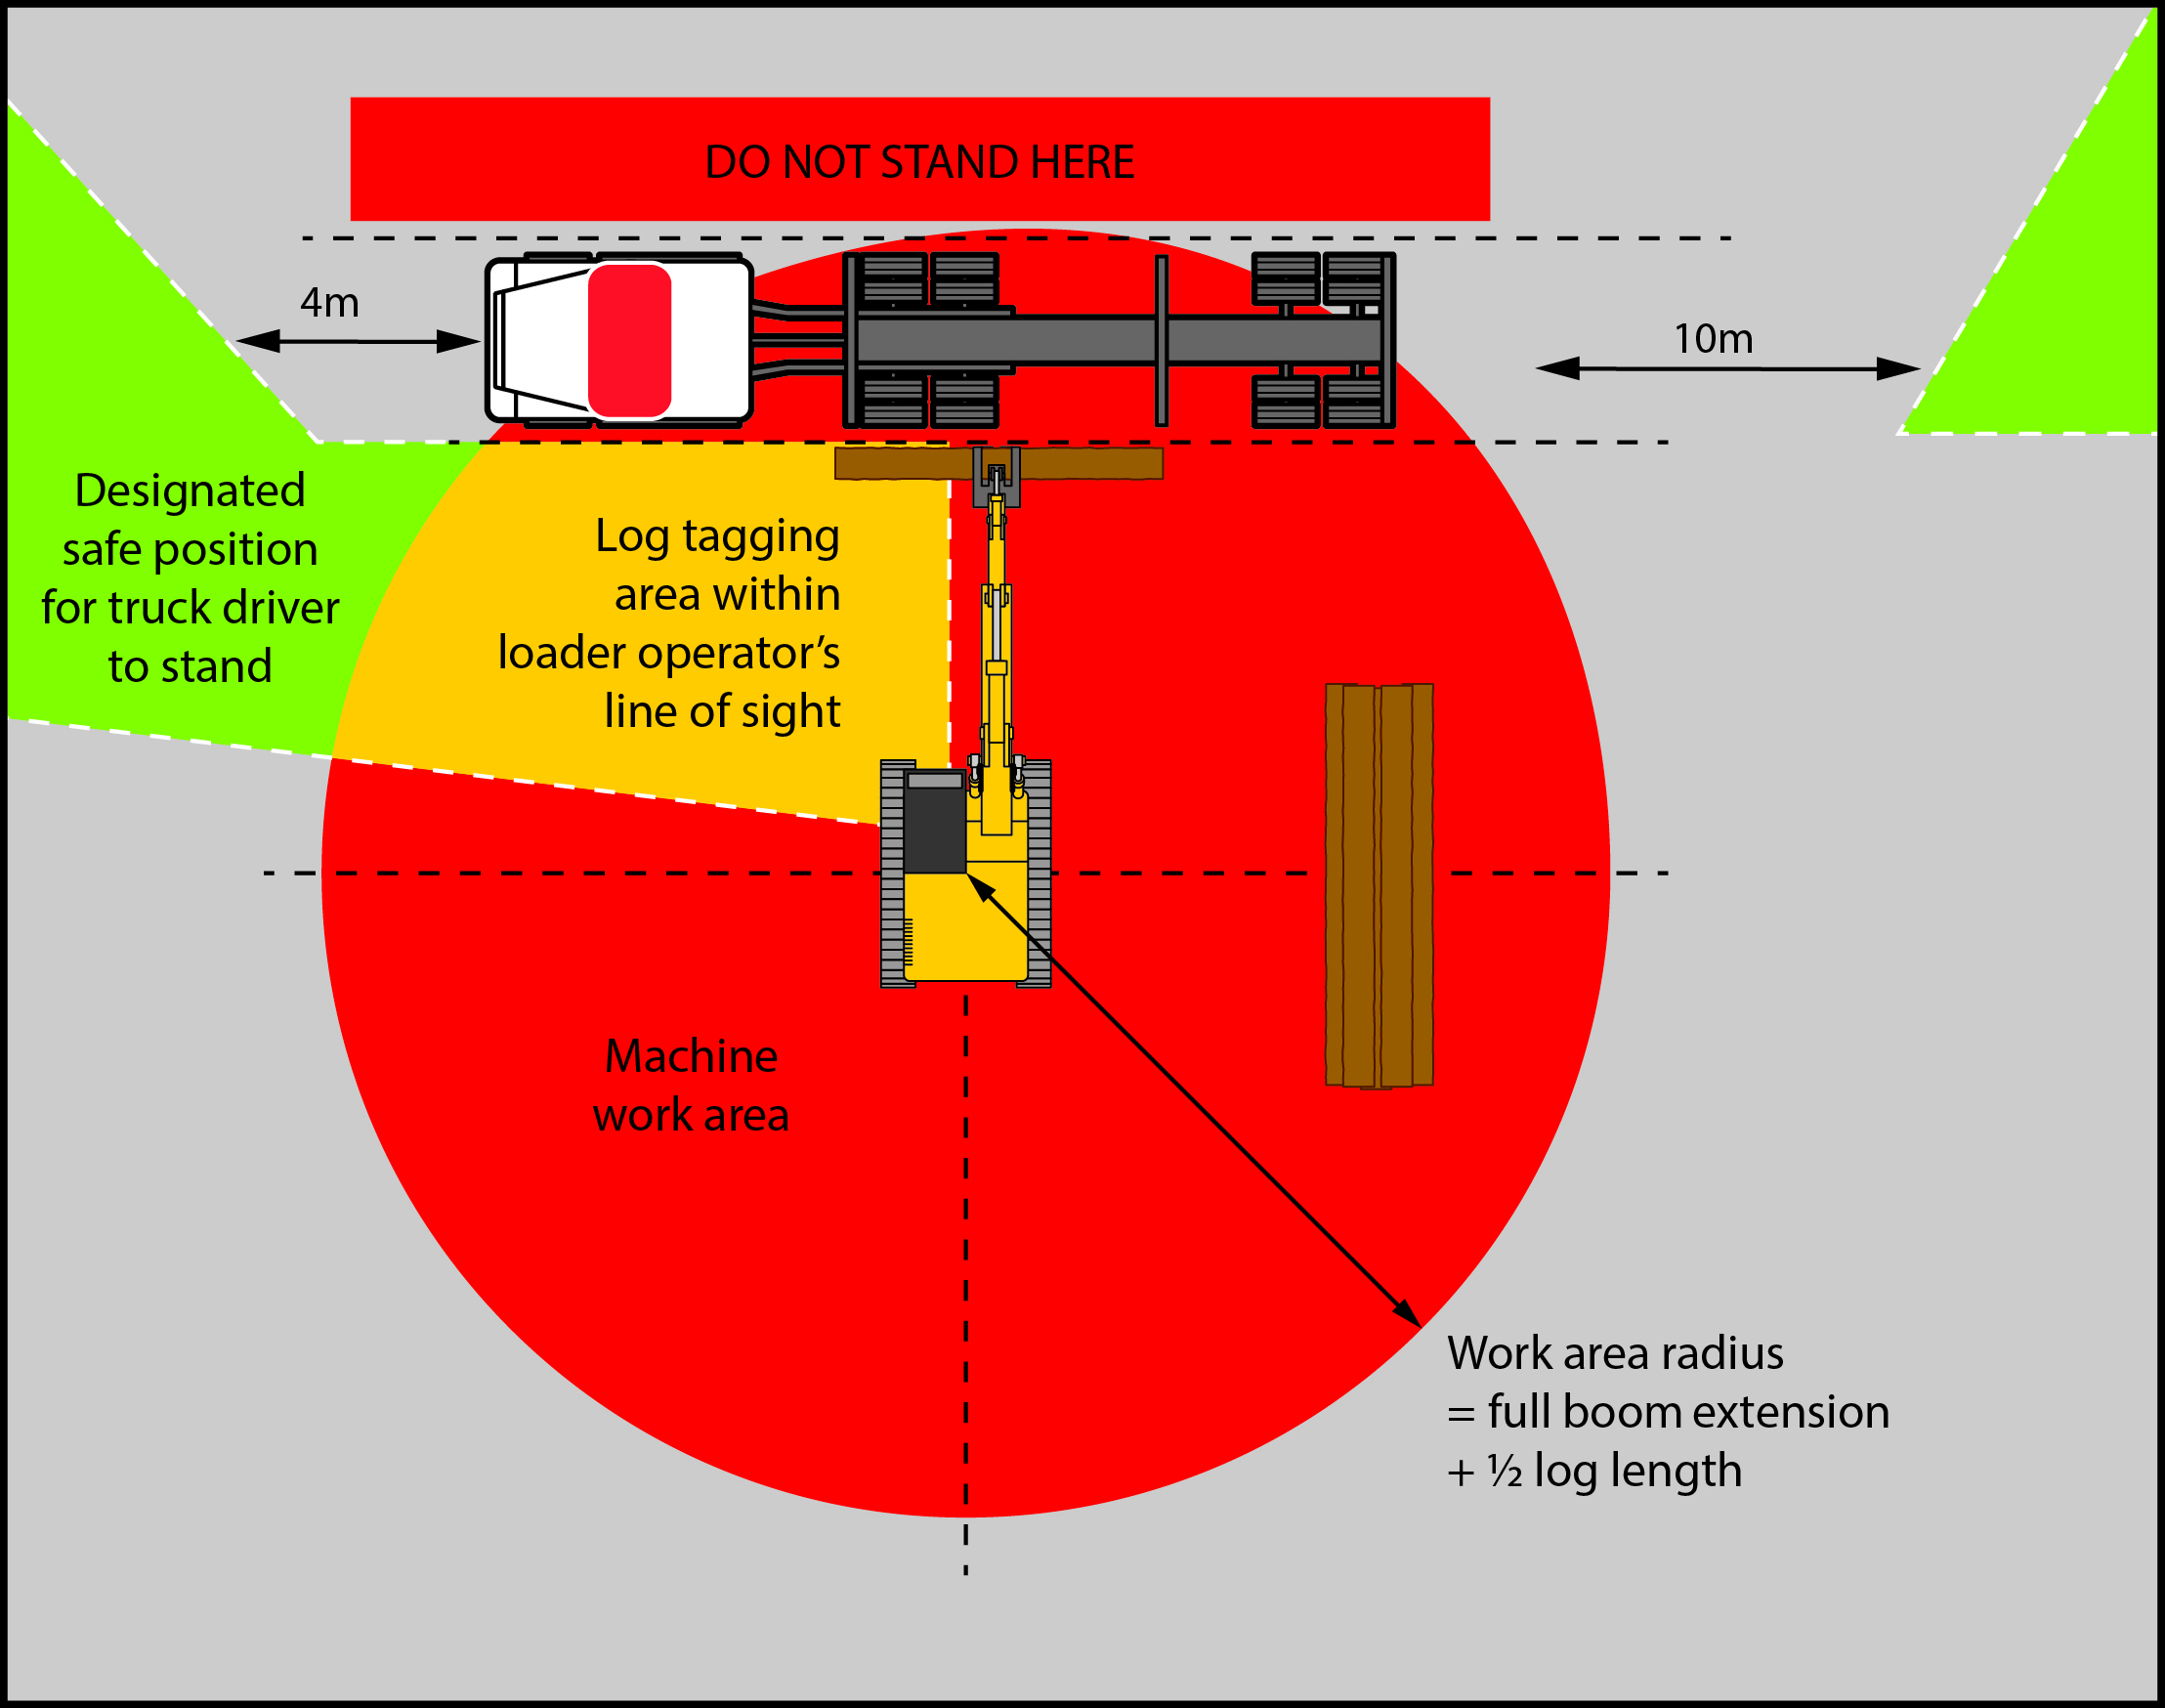 DO NOT STAND HERE
4m
10m
Designated
safe position
for truck driver
to stand
Log tagging
area within
loader operator’s
line of sight
Machine
work area
Work area radius
= full boom extension
+ ½ log length